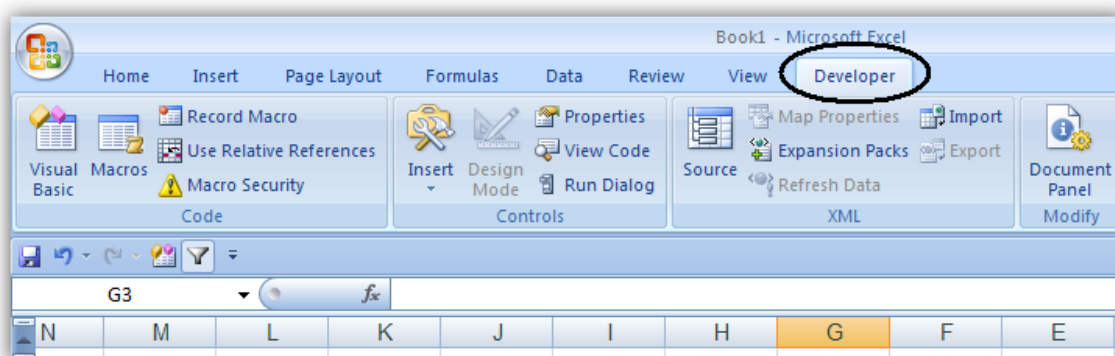 Book1 - Microsoft Excel
Home Insert Page Layout Formulas Data Review View Developer
Visual Basic
Macros
Record Macro
Use Relative References
Macro Security
Code
Insert
Design Mode
Properties
View Code
Run Dialog
Controls
Source
Map Properties
Expansion Packs
Refresh Data
Import
Export
XML
Document Panel
Modify
G3 fx
N M L K J I H G F E